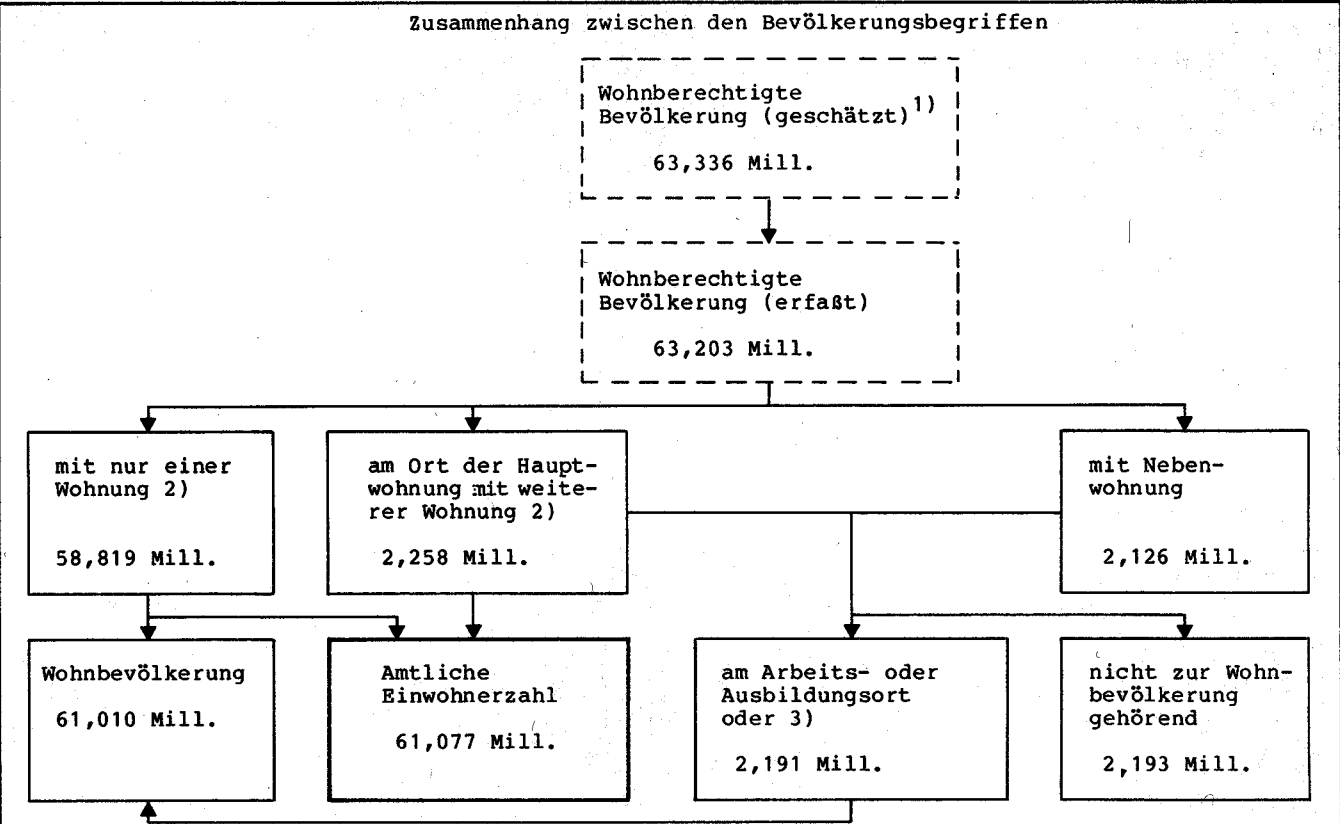 Zusammenhang zwischen den Bevölkerungsbegriffen
Wohnberechtigte
Bevölkerung (geschätzt)1)
63,336 Mill.
Wohnberechtigte
Bevölkerung (erfaßt)
63,203 Mill.
mit nur einer
Wohnung 2)
58,819 Mill.
am Ort der Haupt-
wohnung mit weite-
rer Wohnung 2)
2,258 Mill.
mit Neben-
wohnung
2,126 Mill.
Wohnbevölkerung
61,010 Mill.
Amtliche
Einwohnerzahl
61,077 Mill.
am Arbeits- oder
Ausbildungsort
oder 3)
2,191 Mill.
nicht zur Wohn-
bevölkerung
gehörend
2,193 Mill.